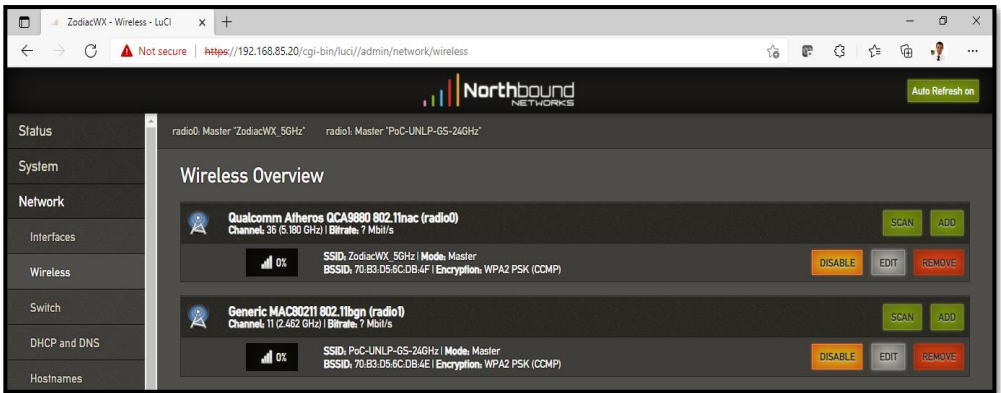 ZodiacWX - Wireless - LuCI
Not secure https://192.168.85.20/cgi-bin/luci//admin/network/wireless
Northbound
NETWORKS
Auto Refresh on
Status
radio0: Master "ZodiacWX_5GHz" radio1: Master "PoC-UNLP-GS-24GHz"
System
Wireless Overview
Network
Qualcomm Atheros QCA9880 802.11nac (radio0)
Channel: 36 (5.180 GHz) | Bitrate: ? Mbit/s
SCAN ADD
Interfaces
0%
SSID: ZodiacWX_5GHz | Mode: Master
BSSID: 70:B3:D5:6C:DB:4F | Encryption: WPA2 PSK (CCMP)
DISABLE EDIT REMOVE
Wireless
Switch
Generic MAC80211 802.11bgn (radio1)
Channel: 11 (2.462 GHz) | Bitrate: ? Mbit/s
SCAN ADD
DHCP and DNS
0%
SSID: PoC-UNLP-GS-24GHz | Mode: Master
BSSID: 70:B3:D5:6C:DB:4E | Encryption: WPA2 PSK (CCMP)
DISABLE EDIT REMOVE
Hostnames